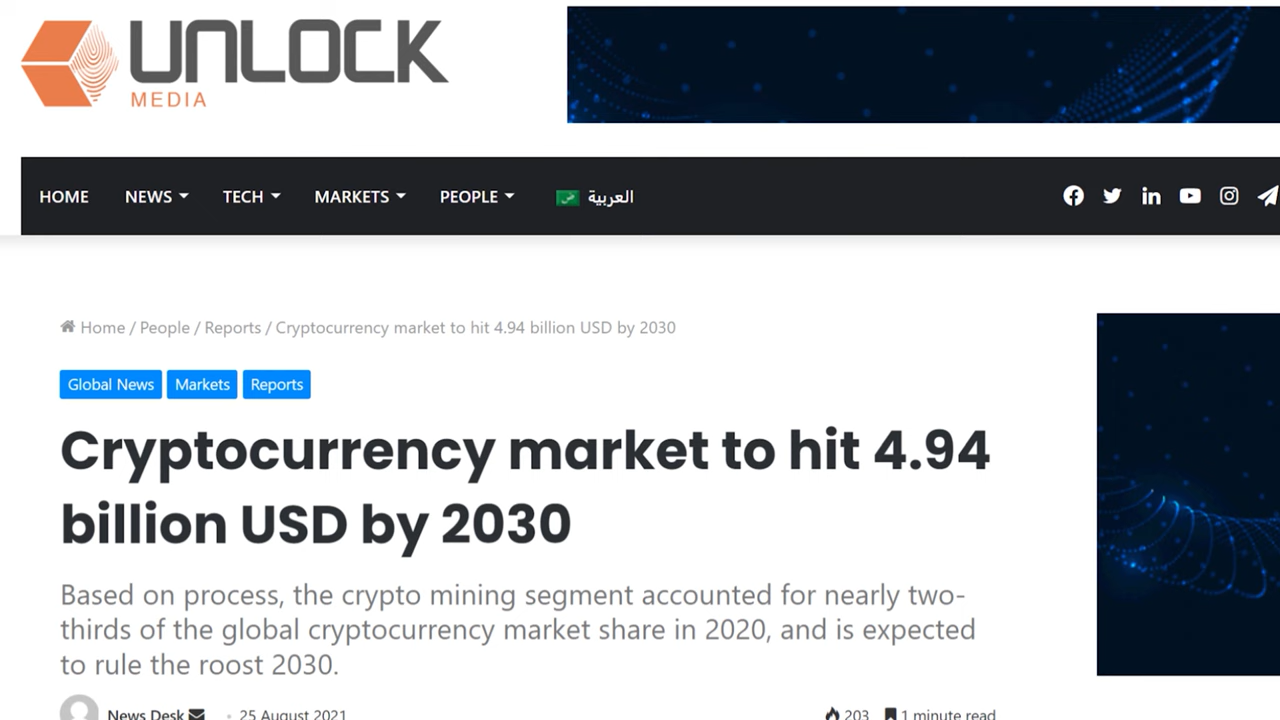 UNLOCK
MEDIA
HOME NEWS TECH MARKETS PEOPLE العربية
Home / People / Reports / Cryptocurrency market to hit 4.94 billion USD by 2030
Global News Markets Reports
Cryptocurrency market to hit 4.94
billion USD by 2030
Based on process, the crypto mining segment accounted for nearly two-
thirds of the global cryptocurrency market share in 2020, and is expected
to rule the roost 2030.
News Desk 25 August 2021 203 1 minute read